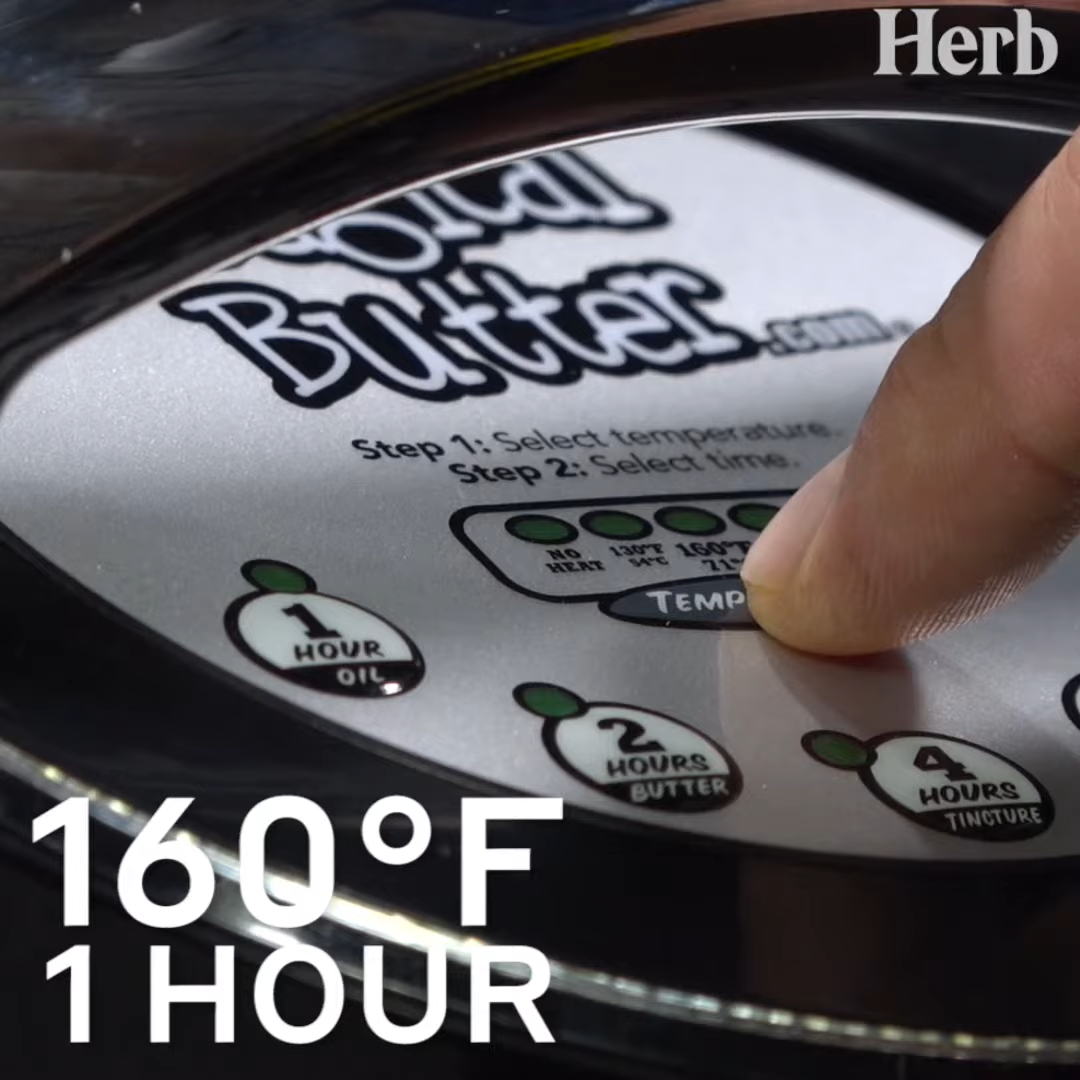 Herb
Butter.com
Step 1: Select temperature.
Step 2: Select time.
NO HEAT
130°F 54°C
160°F
TEMP
1 HOUR OIL
2 HOURS BUTTER
4 HOURS TINCTURE
160°F
1 HOUR